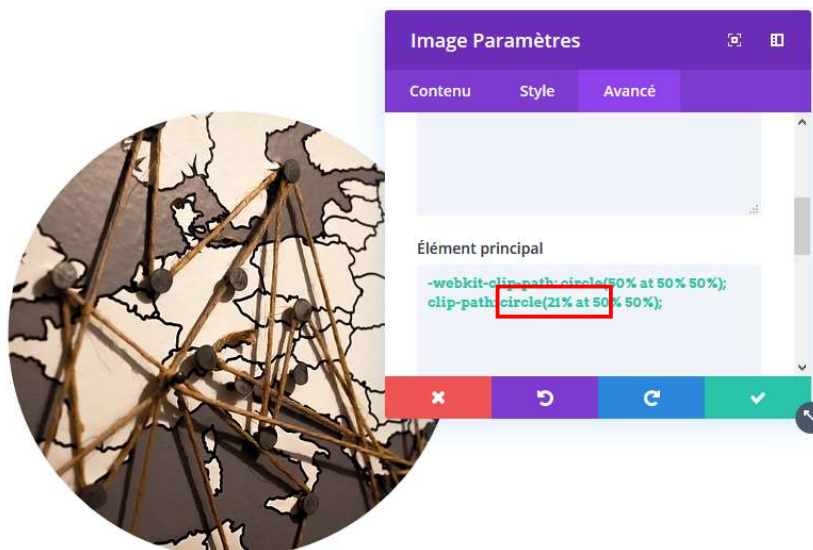 Image Paramètres
Contenu Style Avancé
Élément principal
-webkit-clip-path: circle(50% at 50% 50%);
clip-path: circle(21% at 50% 50%);